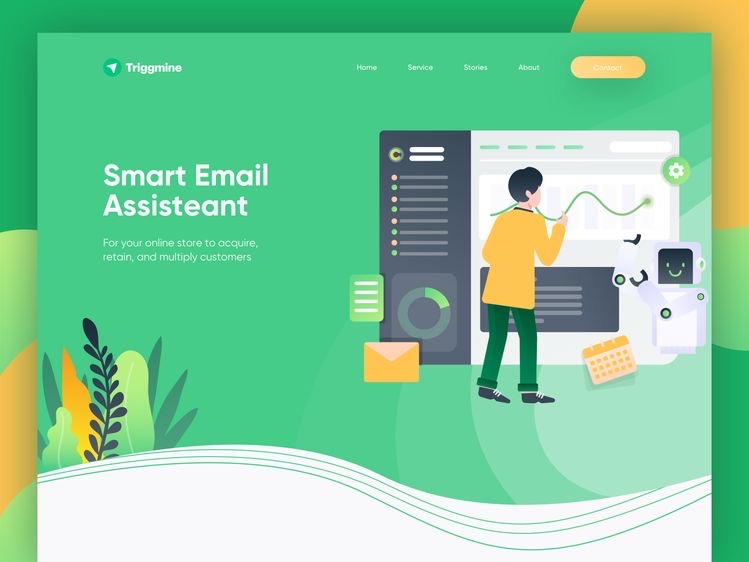 Triggmine
Home Service Stories About Contact
Smart Email
Assisteant
For your online store to acquire,
retain, and multiply customers